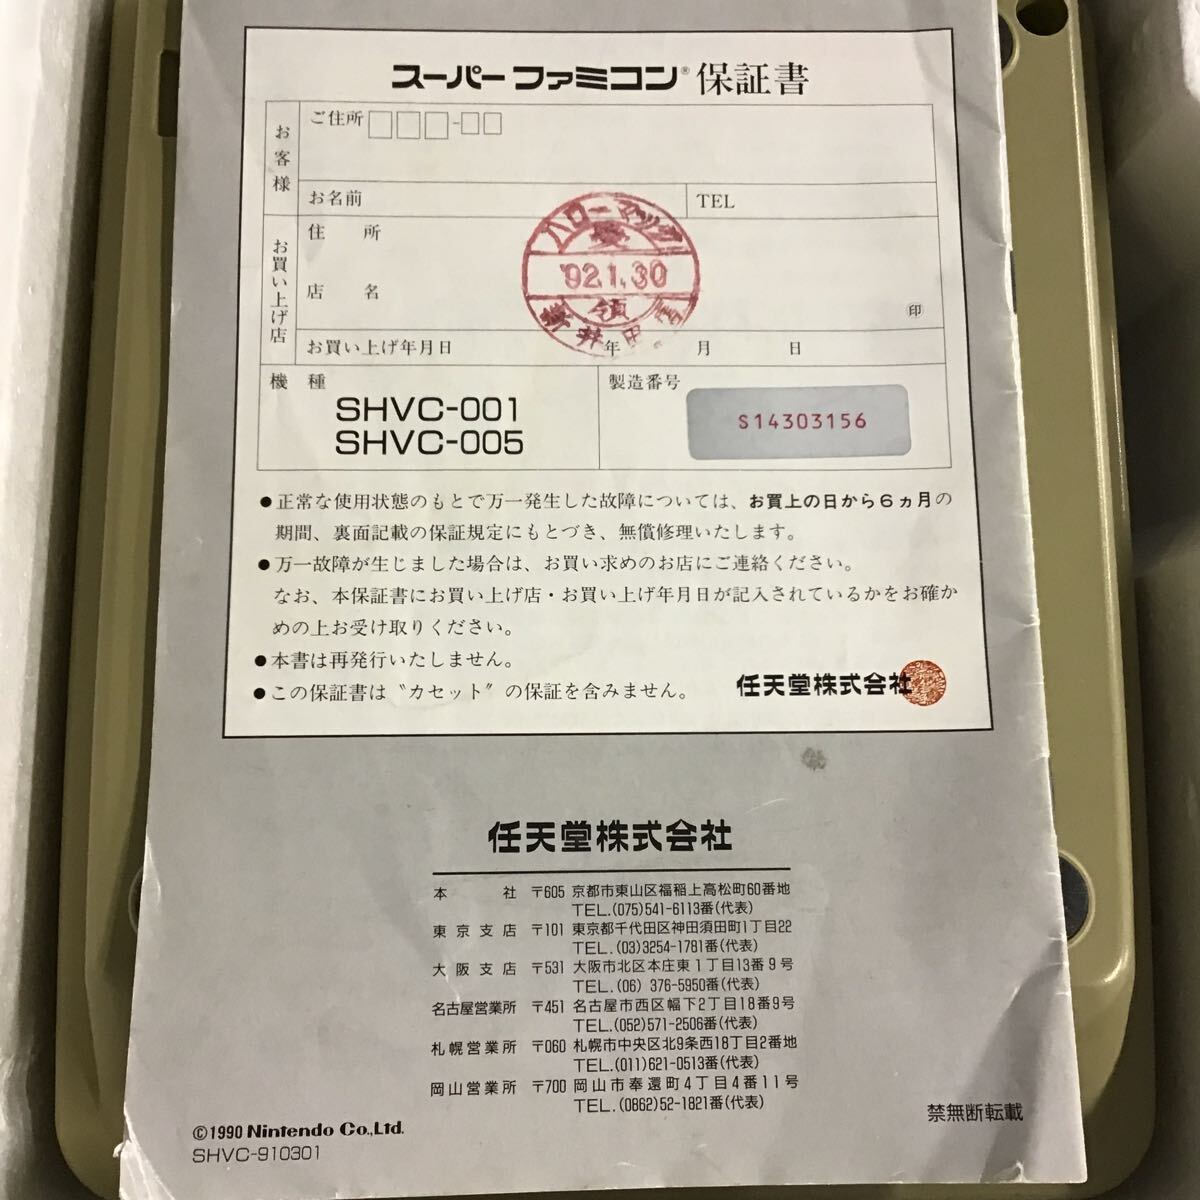 スーパーファミコン® 保証書
お客様
ご住所 □□□-□□
お名前
TEL
お買い上げ店
住 所
店 名
印
お買い上げ年月日 年 月 日
ハローマック
'92.1.30
領
機 種
SHVC-001
SHVC-005
製造番号
S14303156
●正常な使用状態のもとで万一発生した故障については、お買上の日から6ヵ月の
期間、裏面記載の保証規定にもとづき、無償修理いたします。
●万一故障が生じました場合は、お買い求めのお店にご連絡ください。
なお、本保証書にお買い上げ店・お買い上げ年月日が記入されているかをお確か
めの上お受け取りください。
●本書は再発行いたしません。
●この保証書は〝カセット〟の保証を含みません。
任天堂株式会社
任天堂株式会社
本 社 〒605 京都市東山区福稲上高松町60番地
TEL.(075)541-6113番(代表)
東京支店 〒101 東京都千代田区神田須田町1丁目22
TEL.(03)3254-1781番(代表)
大阪支店 〒531 大阪市北区本庄東1丁目13番9号
TEL.(06) 376-5950番(代表)
名古屋営業所 〒451 名古屋市西区幅下2丁目18番9号
TEL.(052)571-2506番(代表)
札幌営業所 〒060 札幌市中央区北9条西18丁目2番地
TEL.(011)621-0513番(代表)
岡山営業所 〒700 岡山市奉還町4丁目4番11号
TEL.(0862)52-1821番(代表)
©1990 Nintendo Co.,Ltd.
SHVC-910301
禁無断転載